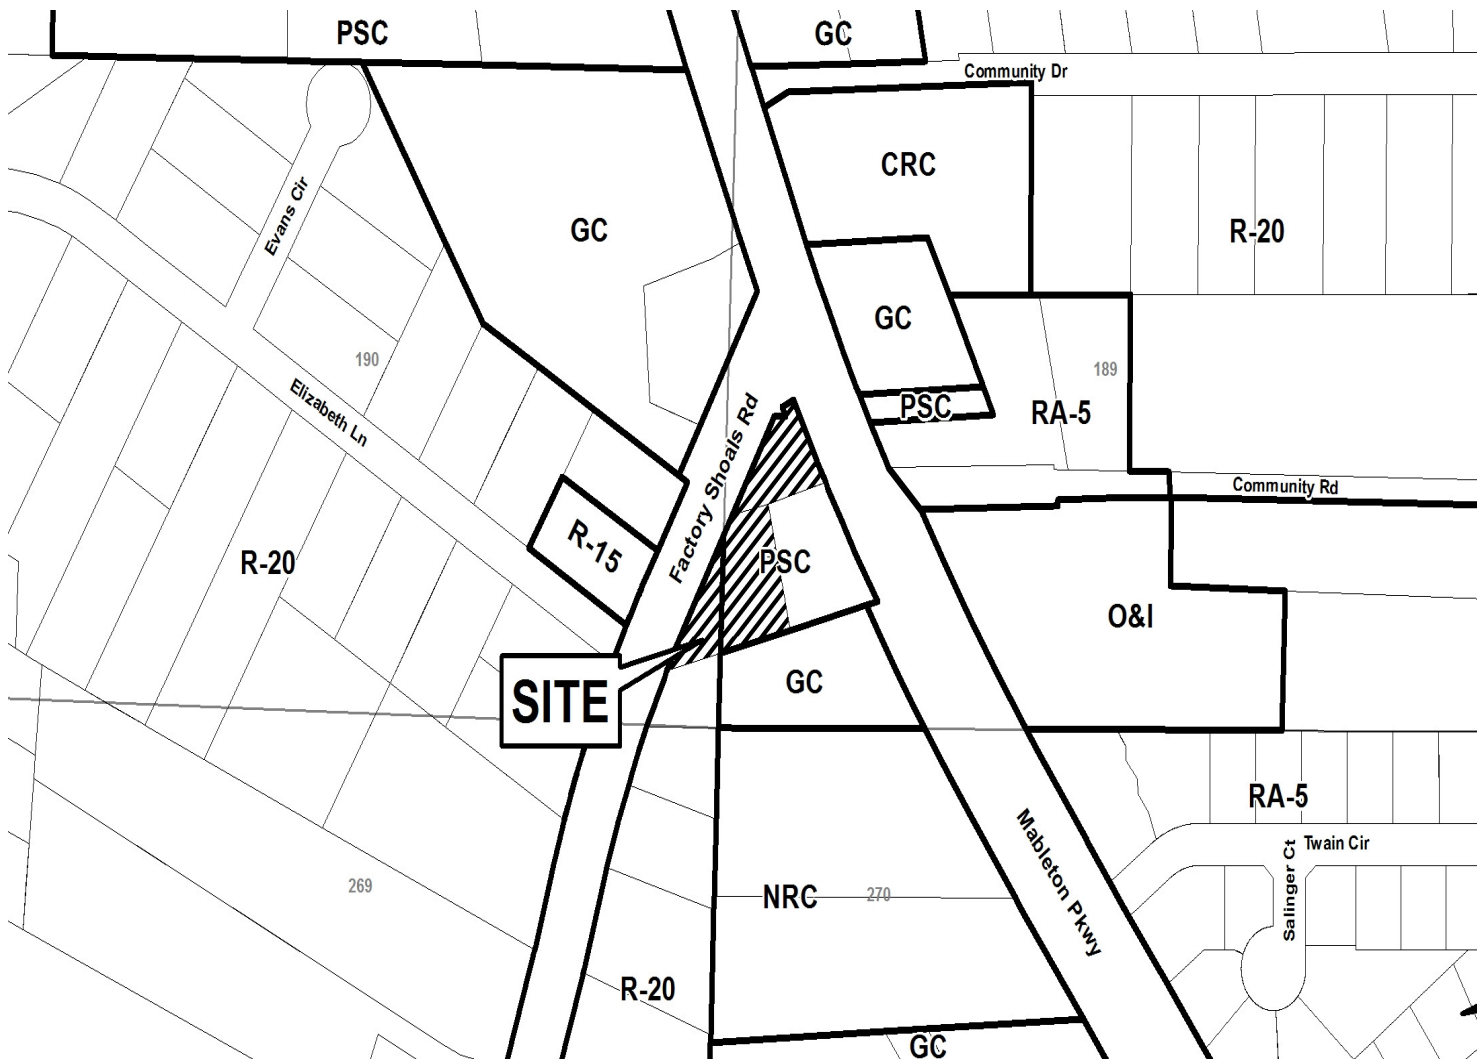 PSC
GC
Community Dr
CRC
R-20
Evans Cir
GC
GC
190
189
Elizabeth Ln
PSC
RA-5
Factory Shoals Rd
Community Rd
R-15
R-20
PSC
O&I
GC
SITE
RA-5
Mableton Pkwy
Twain Cir
Salinger Ct
269
NRC
270
R-20
GC